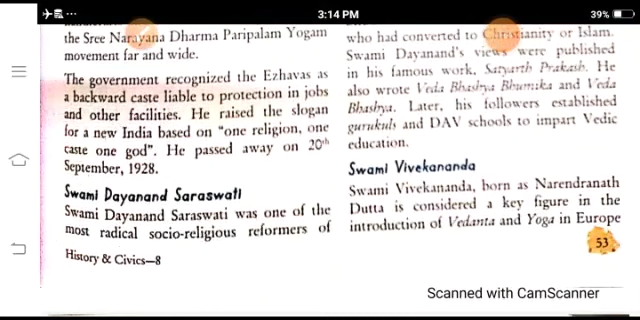 3:14 PM
39%
the Sree Narayana Dharma Paripalam Yogam
movement far and wide.
The government recognized the Ezhavas as
a backward caste liable to protection in jobs
and other facilities. He raised the slogan
for a new India based on "one religion, one
caste one god". He passed away on 20th
September, 1928.
Swami Dayanand Saraswati
Swami Dayanand Saraswati was one of the
most radical socio-religious reformers of
History & Civics—8
who had converted to Christianity or Islam.
Swami Dayanand's views were published
in his famous work, Satyarth Prakash. He
also wrote Veda Bhashya Bhumika and Veda
Bhashya. Later, his followers established
gurukuls and DAV schools to impart Vedic
education.
Swami Vivekananda
Swami Vivekananda, born as Narendranath
Dutta is considered a key figure in the
introduction of Vedanta and Yoga in Europe
53
Scanned with CamScanner